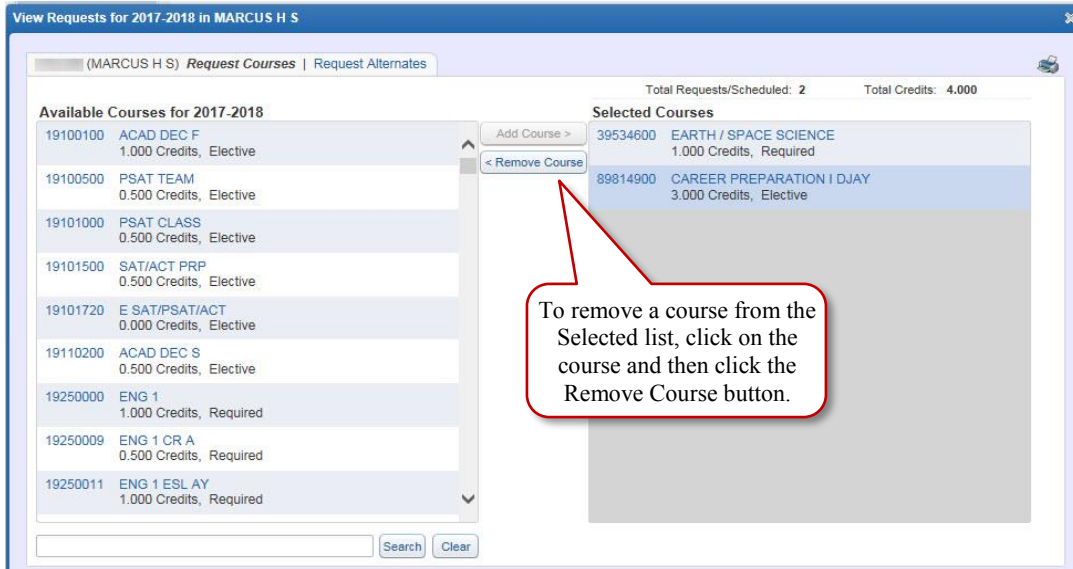 View Requests for 2017-2018 in MARCUS H S
(MARCUS H S) Request Courses | Request Alternates
Total Requests/Scheduled: 2 Total Credits: 4.000
Available Courses for 2017-2018
Selected Courses
19100100 ACAD DEC F
1.000 Credits, Elective
19100500 PSAT TEAM
0.500 Credits, Elective
19101000 PSAT CLASS
0.500 Credits, Elective
19101500 SAT/ACT PRP
0.500 Credits, Elective
19101720 E SAT/PSAT/ACT
0.000 Credits, Elective
19110200 ACAD DEC S
0.500 Credits, Elective
19250000 ENG 1
1.000 Credits, Required
19250009 ENG 1 CR A
0.500 Credits, Required
19250011 ENG 1 ESL AY
1.000 Credits, Required
Search Clear
Add Course >
< Remove Course
39534600 EARTH / SPACE SCIENCE
1.000 Credits, Required
89814900 CAREER PREPARATION I DJAY
3.000 Credits, Elective
To remove a course from the
Selected list, click on the
course and then click the
Remove Course button.